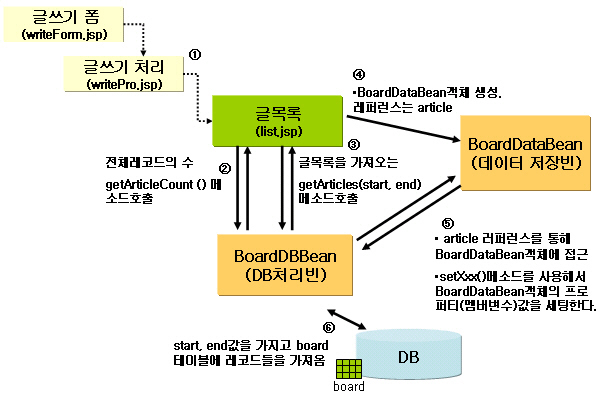 글쓰기 폼
(writeForm.jsp)
①
글쓰기 처리
(writePro.jsp)
글목록
(list.jsp)
④
▪BoardDataBean객체 생성.
레퍼런스는 article
BoardDataBean
(데이터 저장빈)
전체레코드의 수
②
getArticleCount () 메
소드호출
③
글목록을 가져오는
getArticles(start, end)
메소드호출
BoardDBBean
(DB처리빈)
⑤
▪ article 러퍼런스를 통해
BoardDataBean객체에 접근
▪setXxx()메소드를 사용해서
BoardDataBean객체의 프로
퍼티(멤버변수)값을 세팅한다.
⑥
start, end값을 가지고 board
테이블에 레코드들을 가져옴
DB
board